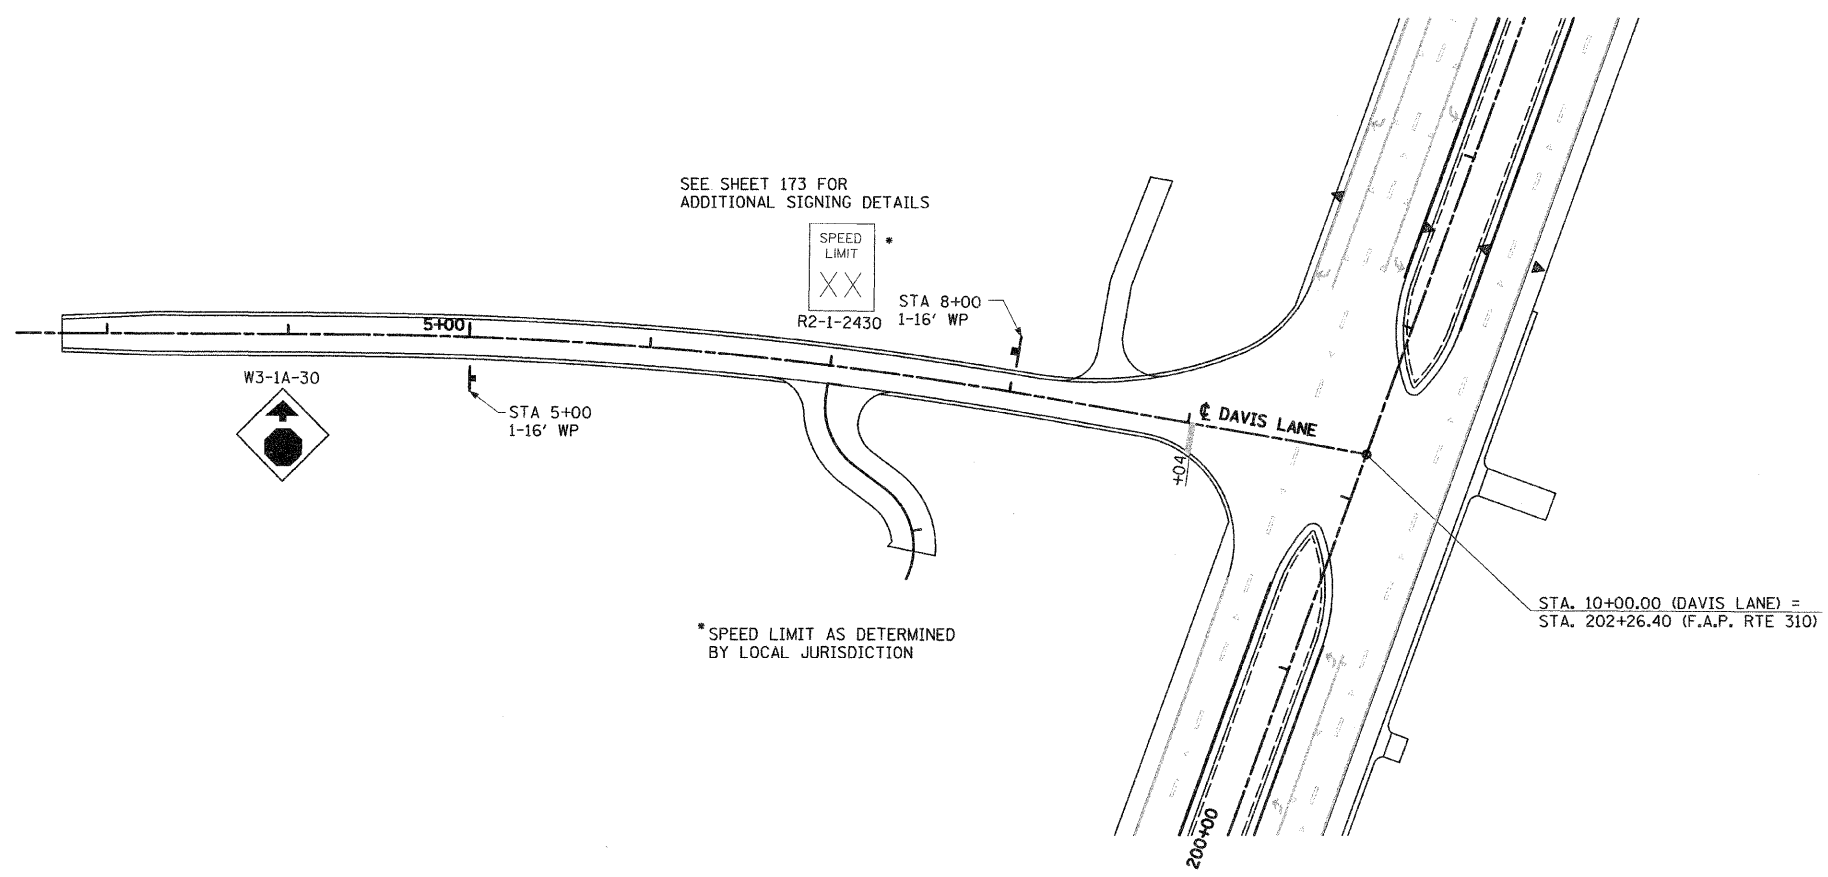 SEE SHEET 173 FOR
ADDITIONAL SIGNING DETAILS
SPEED
LIMIT
XX
*
R2-1-2430
STA 8+00
1-16' WP
5+00
W3-1A-30
STA 5+00
1-16' WP
℄ DAVIS LANE
+04
STA. 10+00.00 (DAVIS LANE) =
STA. 202+26.40 (F.A.P. RTE 310)
*SPEED LIMIT AS DETERMINED
BY LOCAL JURISDICTION
200+00